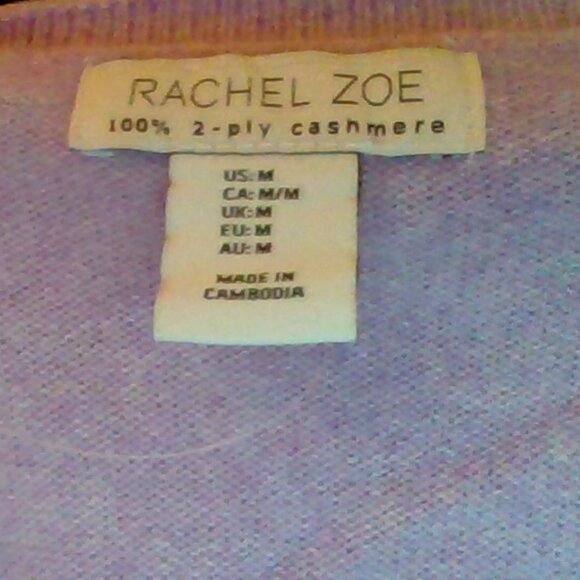 RACHEL ZOE
100% 2-ply cashmere
US: M
CA: M/M
UK: M
EU: M
AU: M
MADE IN
CAMBODIA